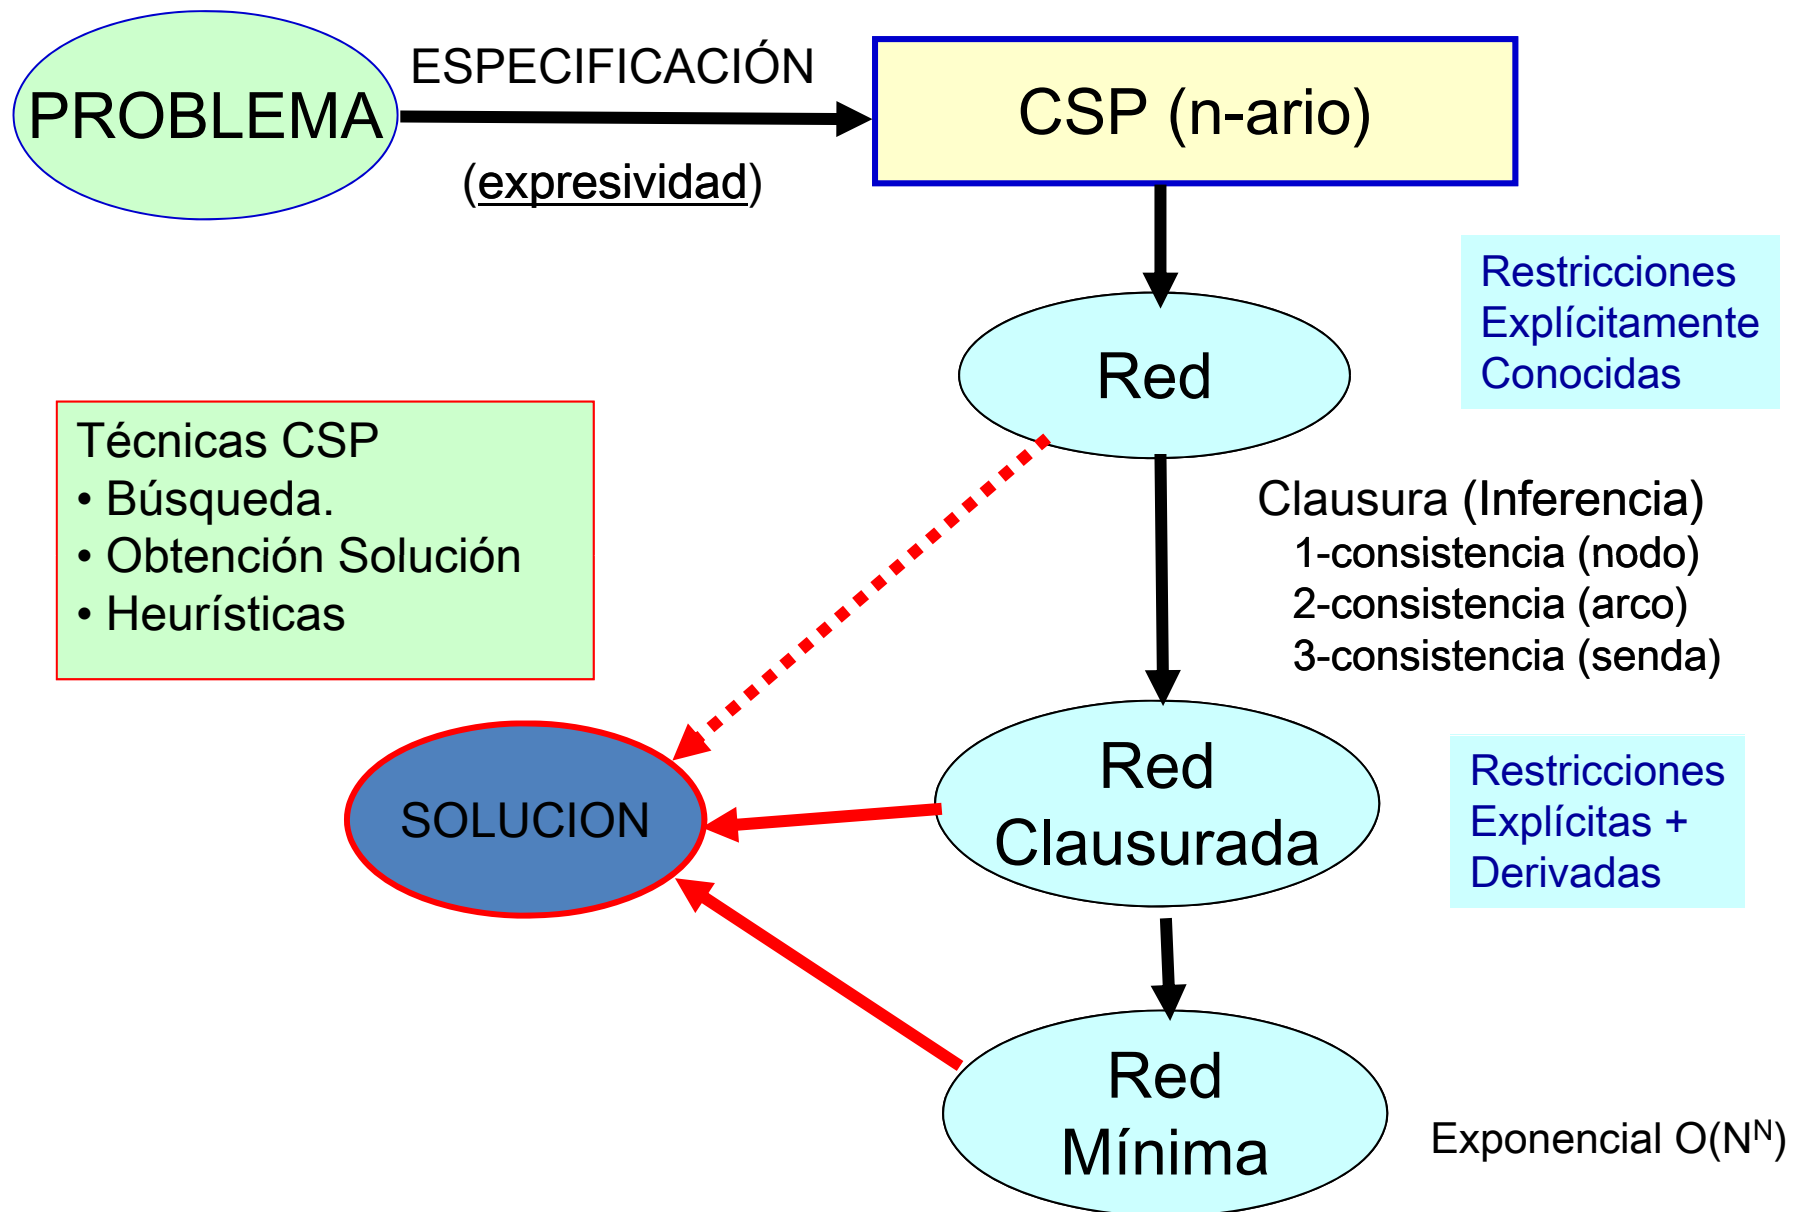 PROBLEMA
ESPECIFICACIÓN
(expresividad)
CSP (n-ario)
Restricciones
Explícitamente
Conocidas
Red
Técnicas CSP
• Búsqueda.
• Obtención Solución
• Heurísticas
Clausura (Inferencia)
1-consistencia (nodo)
2-consistencia (arco)
3-consistencia (senda)
SOLUCION
Red
Clausurada
Restricciones
Explícitas +
Derivadas
Red
Mínima
Exponencial O(Nᴺ)